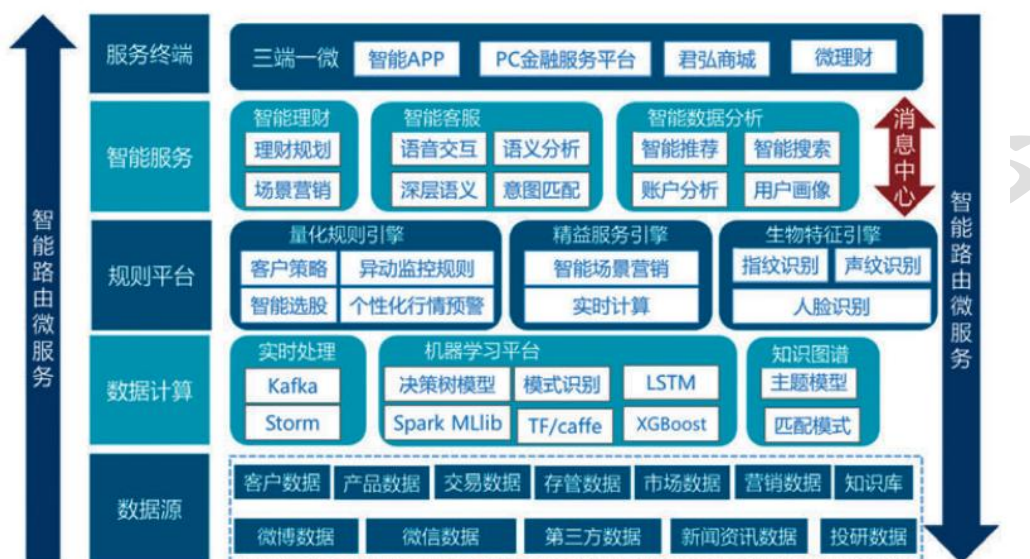 服务终端
三端一微 智能APP PC金融服务平台 君弘商城 微理财
智能服务
智能理财 智能客服 智能数据分析
理财规划 语音交互 语义分析 智能推荐 智能搜索
场景营销 深层语义 意图匹配 账户分析 用户画像
消息中心
规则平台
量化规则引擎 精益服务引擎 生物特征引擎
客户策略 异动监控规则 智能场景营销 指纹识别 声纹识别
智能选股 个性化行情预警 实时计算 人脸识别
数据计算
实时处理 机器学习平台 知识图谱
Kafka 决策树模型 模式识别 LSTM 主题模型
Storm Spark MLlib TF/caffe XGBoost 匹配模式
数据源
客户数据 产品数据 交易数据 存管数据 市场数据 营销数据 知识库
微博数据 微信数据 第三方数据 新闻资讯数据 投研数据
智能路由微服务
智能路由微服务